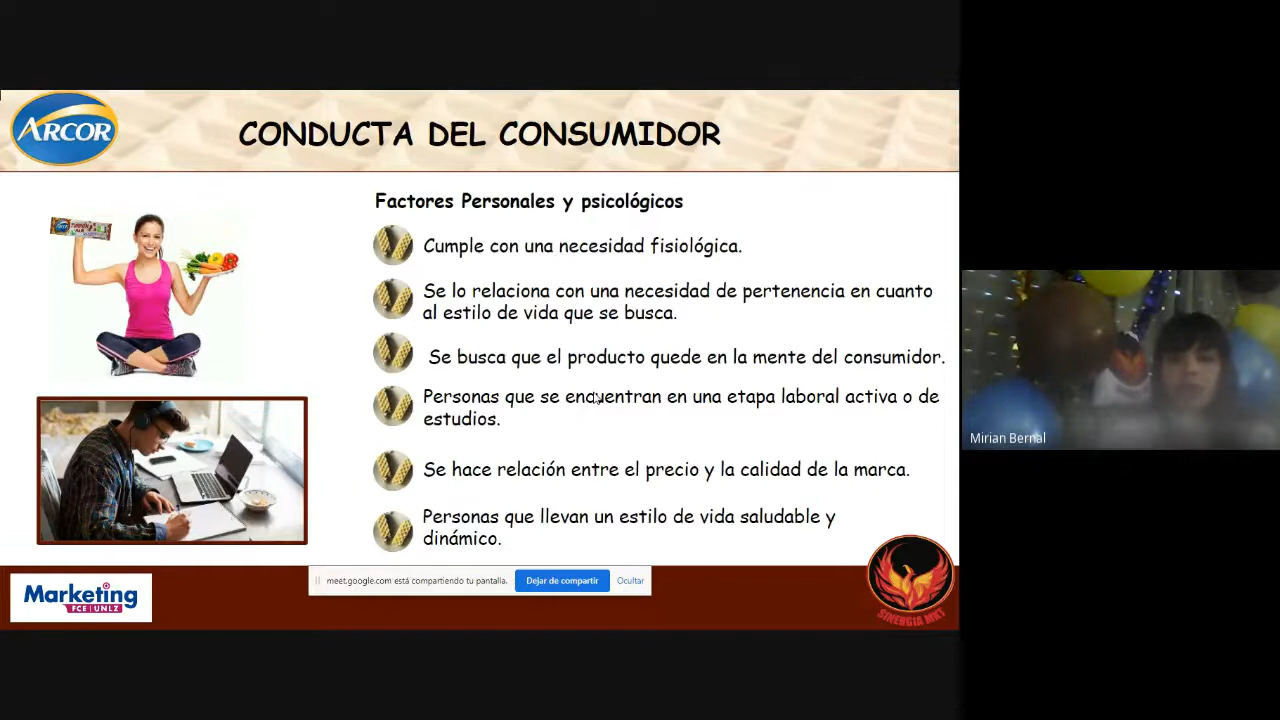 ARCOR
CONDUCTA DEL CONSUMIDOR
Factores Personales y psicológicos
Cumple con una necesidad fisiológica.
Se lo relaciona con una necesidad de pertenencia en cuanto
al estilo de vida que se busca.
Se busca que el producto quede en la mente del consumidor.
Personas que se encuentran en una etapa laboral activa o de
estudios.
Se hace relación entre el precio y la calidad de la marca.
Personas que llevan un estilo de vida saludable y
dinámico.
Mirian Bernal
meet.google.com está compartiendo tu pantalla.
Dejar de compartir
Ocultar
Marketing
FCE | UNLZ
SINERGIA MKT